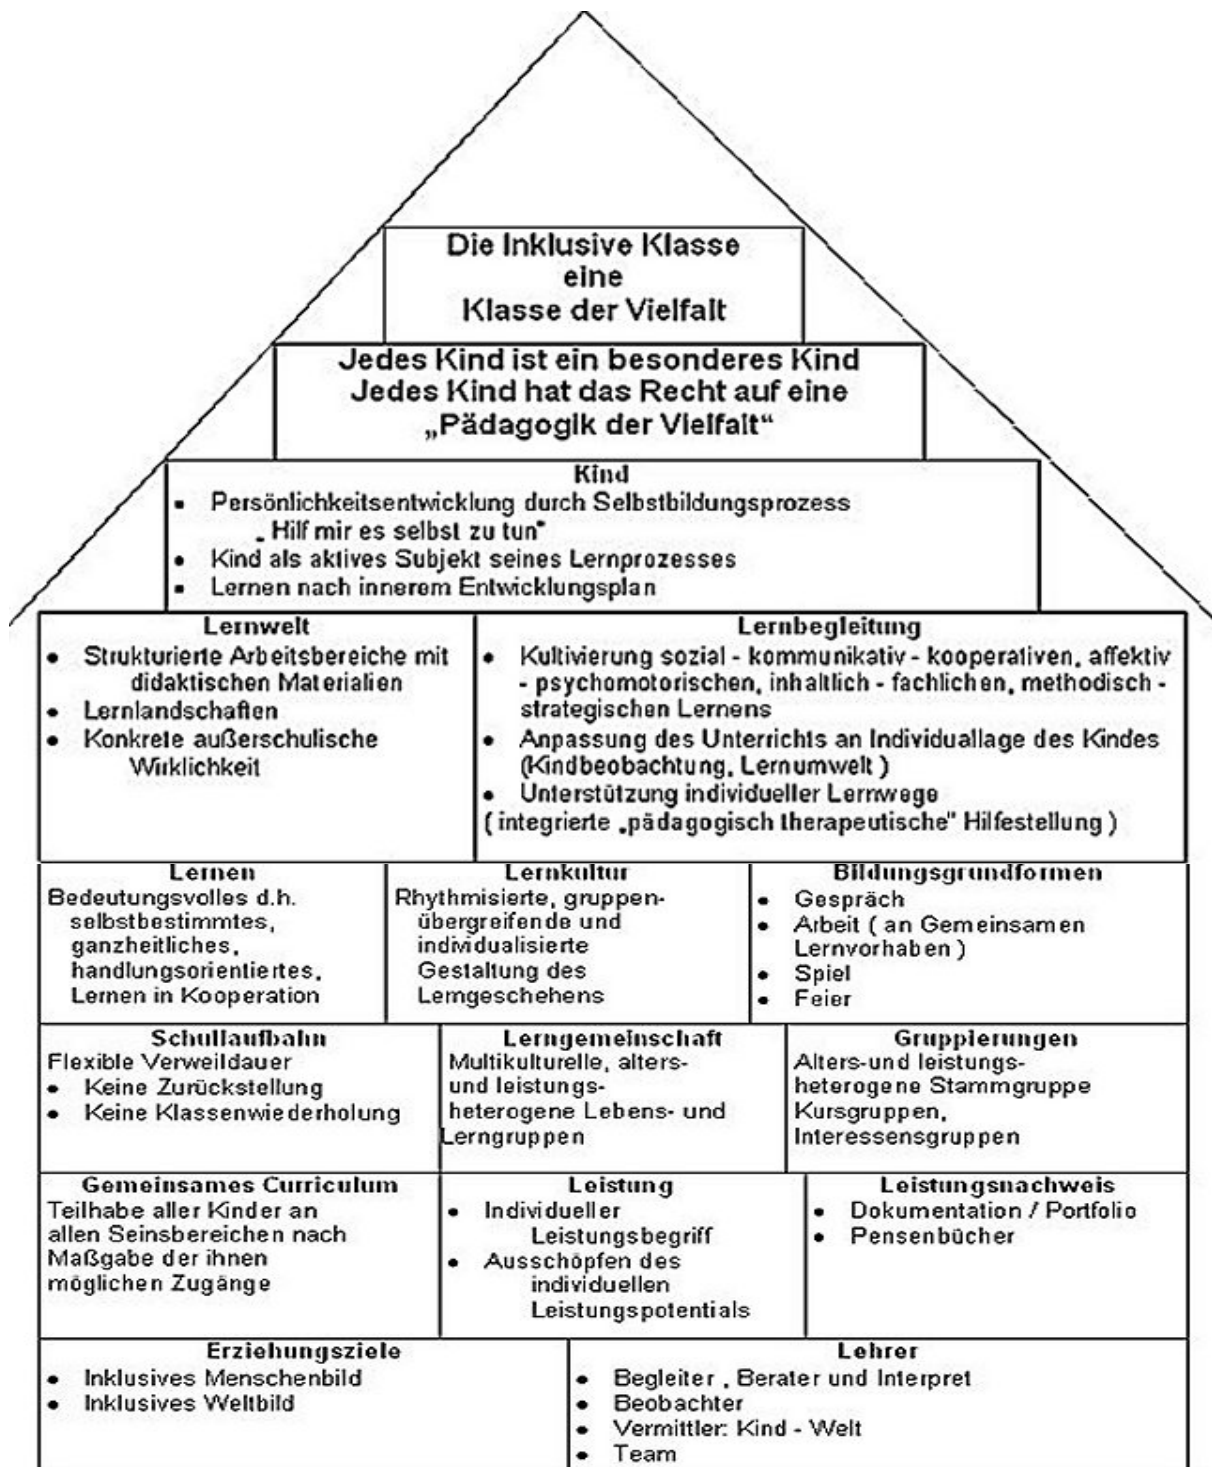 Die Inklusive Klasse
eine
Klasse der Vielfalt
Jedes Kind ist ein besonderes Kind
Jedes Kind hat das Recht auf eine
„Pädagogik der Vielfalt“
Kind
• Persönlichkeitsentwicklung durch Selbstbildungsprozess
„ Hilf mir es selbst zu tun“
• Kind als aktives Subjekt seines Lernprozesses
• Lernen nach innerem Entwicklungsplan
Lernwelt
• Strukturierte Arbeitsbereiche mit
didaktischen Materialien
• Lernlandschaften
• Konkrete außerschulische
Wirklichkeit
Lernbegleitung
• Kultivierung sozial - kommunikativ - kooperativen, affektiv
- psychomotorischen, inhaltlich - fachlichen, methodisch -
strategischen Lernens
• Anpassung des Unterrichts an Individuallage des Kindes
(Kindbeobachtung, Lernumwelt )
• Unterstützung individueller Lernwege
( integrierte „pädagogisch therapeutische" Hilfestellung )
Lernen
Bedeutungsvolles d.h.
selbstbestimmtes,
ganzheitliches,
handlungsorientiertes,
Lernen in Kooperation
Lernkultur
Rhythmisierte, gruppen-
übergreifende und
individualisierte
Gestaltung des
Lerngeschehens
Bildungsgrundformen
• Gespräch
• Arbeit ( an Gemeinsamen
Lernvorhaben )
• Spiel
• Feier
Schullaufbahn
Flexible Verweildauer
• Keine Zurückstellung
• Keine Klassenwiederholung
Lerngemeinschaft
Multikulturelle, alters-
und leistungs-
heterogene Lebens- und
Lerngruppen
Gruppierungen
Alters-und leistungs-
heterogene Stammgruppe
Kursgruppen,
Interessensgruppen
Gemeinsames Curriculum
Teilhabe aller Kinder an
allen Seinsbereichen nach
Maßgabe der ihnen
möglichen Zugänge
Leistung
• Individueller
Leistungsbegriff
• Ausschöpfen des
individuellen
Leistungspotentials
Leistungsnachweis
• Dokumentation / Portfolio
• Pensenbücher
Erziehungsziele
• Inklusives Menschenbild
• Inklusives Weltbild
Lehrer
• Begleiter , Berater und Interpret
• Beobachter
• Vermittler: Kind - Welt
• Team